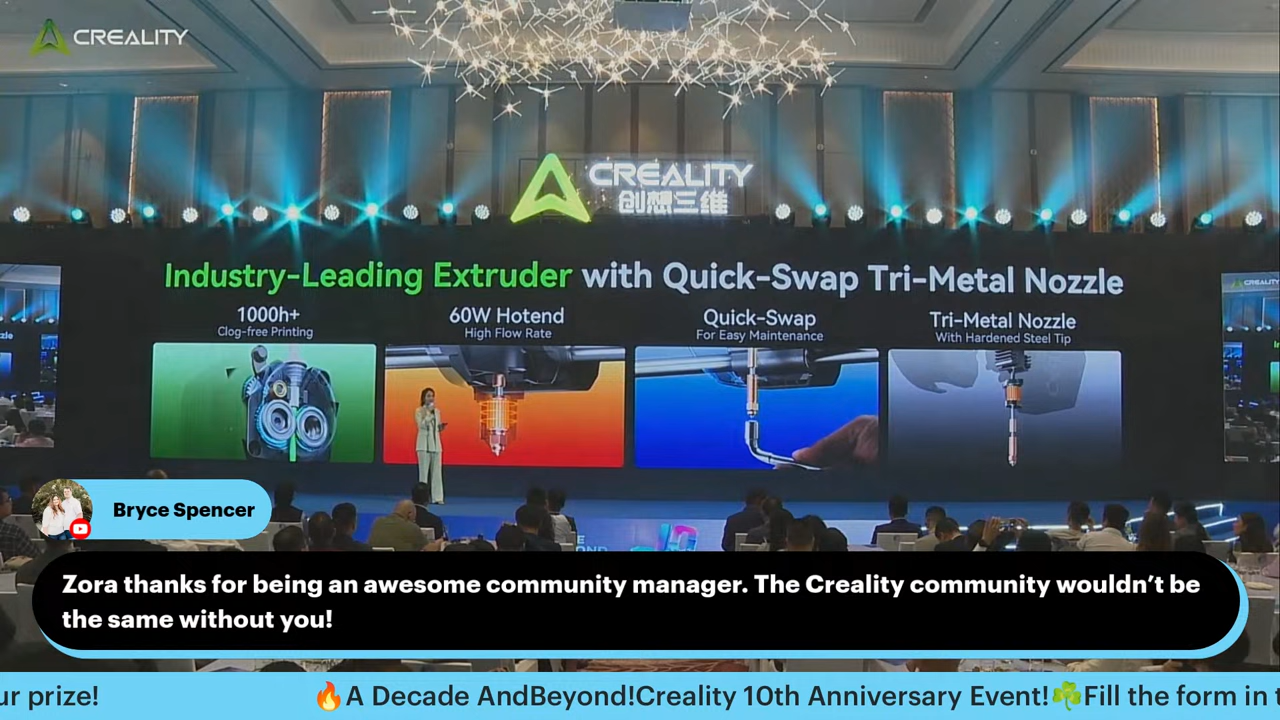 CREALITY
CREALITY
创想三维
Industry-Leading Extruder with Quick-Swap Tri-Metal Nozzle
1000h+
Clog-free Printing
60W Hotend
High Flow Rate
Quick-Swap
For Easy Maintenance
Tri-Metal Nozzle
With Hardened Steel Tip
zzle
CREALITY
Bryce Spencer
Zora thanks for being an awesome community manager. The Creality community wouldn’t be
the same without you!
ur prize!
🔥A Decade AndBeyond!Creality 10th Anniversary Event!☘️Fill the form in t